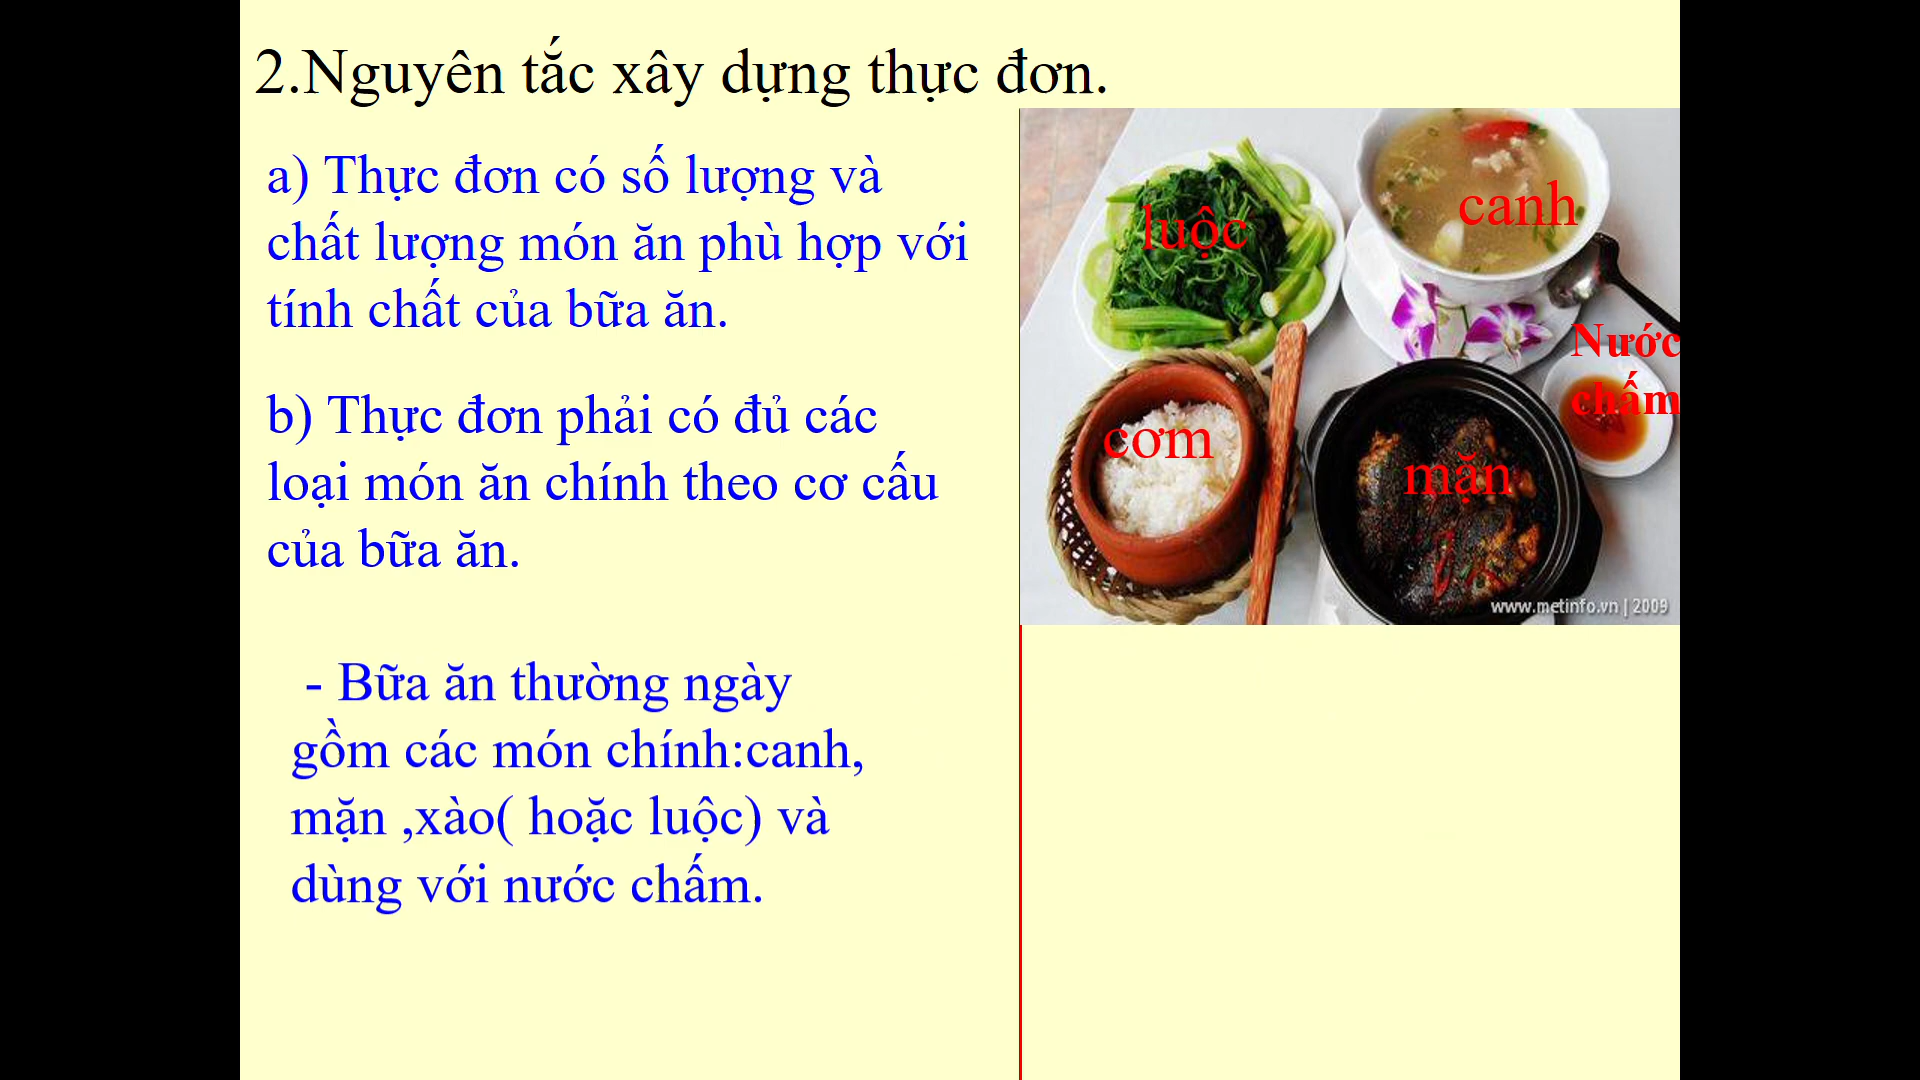 2.Nguyên tắc xây dựng thực đơn.
a) Thực đơn có số lượng và
chất lượng món ăn phù hợp với
tính chất của bữa ăn.
b) Thực đơn phải có đủ các
loại món ăn chính theo cơ cấu
của bữa ăn.
- Bữa ăn thường ngày
gồm các món chính:canh,
mặn ,xào( hoặc luộc) và
dùng với nước chấm.
luộc
canh
Nước
chấm
cơm
mặn
www.metinfo.vn | 2009